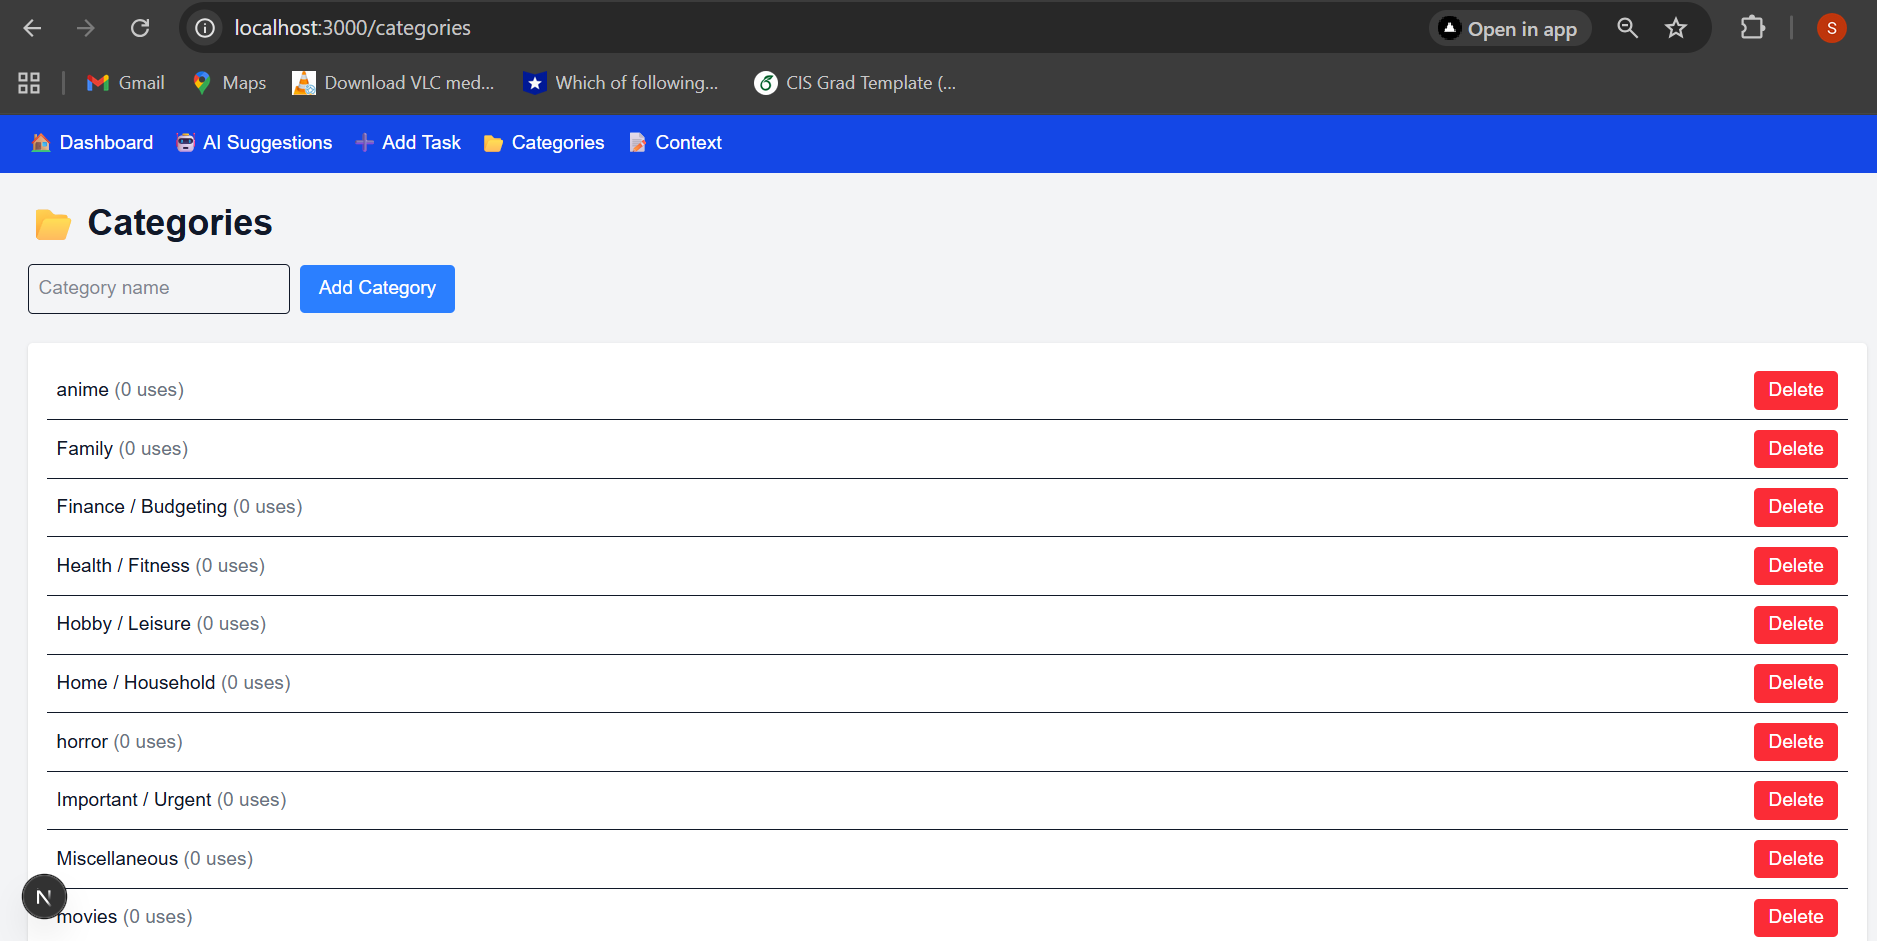 localhost:3000/categories
Open in app
S
Gmail Maps Download VLC med... Which of following... CIS Grad Template (...
Dashboard AI Suggestions Add Task Categories Context
Categories
Category name Add Category
anime (0 uses) Delete
Family (0 uses) Delete
Finance / Budgeting (0 uses) Delete
Health / Fitness (0 uses) Delete
Hobby / Leisure (0 uses) Delete
Home / Household (0 uses) Delete
horror (0 uses) Delete
Important / Urgent (0 uses) Delete
Miscellaneous (0 uses) Delete
N
movies (0 uses) Delete